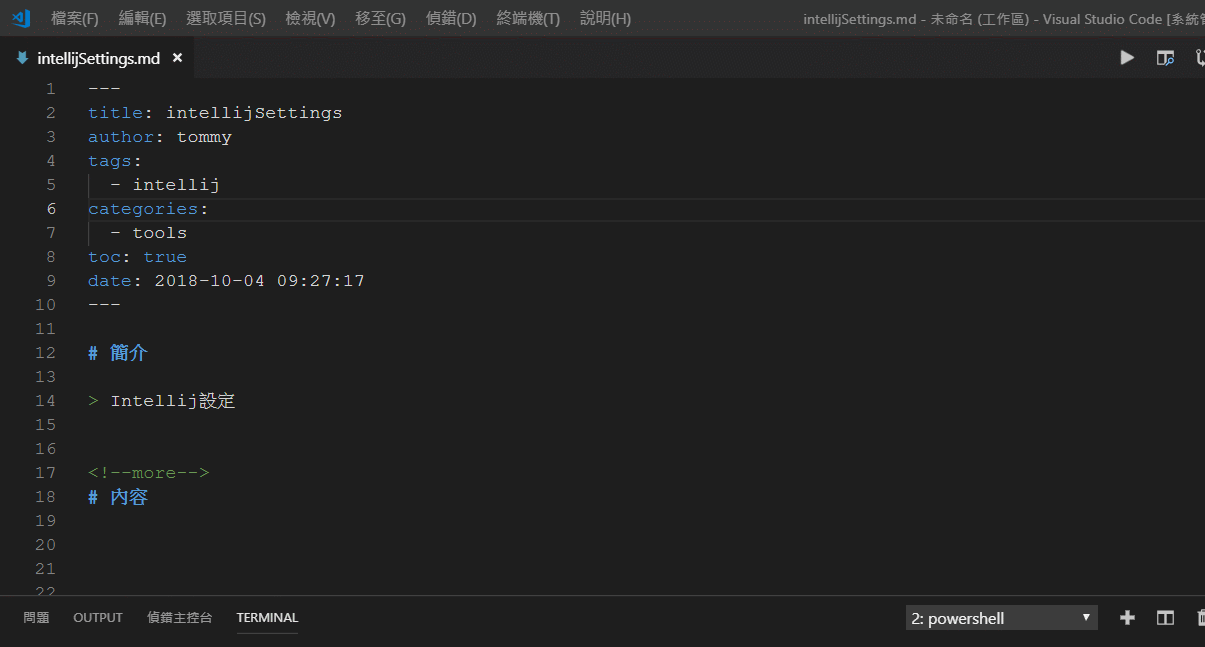 檔案(F) 編輯(E) 選取項目(S) 檢視(V) 移至(G) 偵錯(D) 終端機(T) 說明(H) intellijSettings.md - 未命名 (工作區) - Visual Studio Code [系統
intellijSettings.md ×
1 ---
2 title: intellijSettings
3 author: tommy
4 tags:
5 - intellij
6 categories:
7 - tools
8 toc: true
9 date: 2018-10-04 09:27:17
10 ---
11
12 # 簡介
13
14 > Intellij設定
15
16
17 <!--more-->
18 # 內容
19
20
21
22
問題 OUTPUT 偵錯主控台 TERMINAL 2: powershell